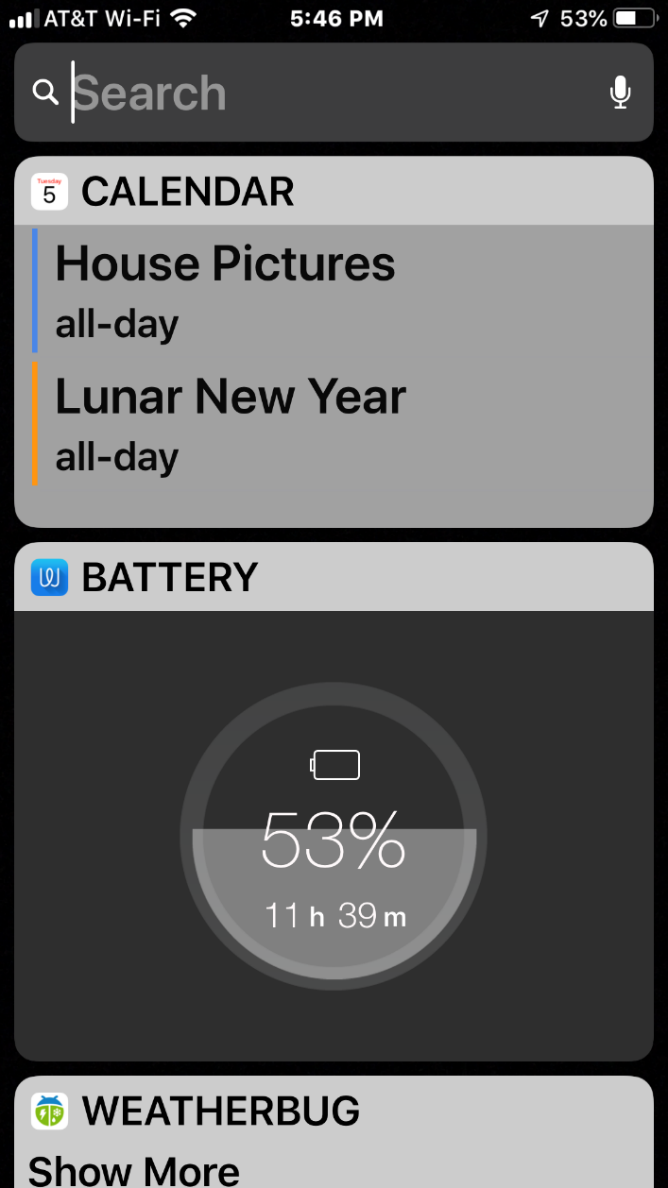 AT&T Wi-Fi 5:46 PM 53%
Search
Tuesday
5 CALENDAR
House Pictures
all-day
Lunar New Year
all-day
BATTERY
53%
11 h 39 m
WEATHERBUG
Show More